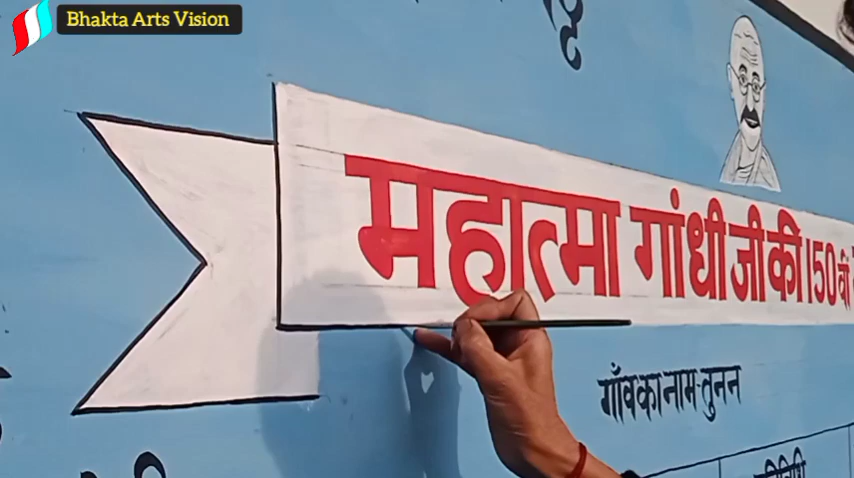 Bhakta Arts Vision
महात्मा गांधी जी की 150 वीं
गाँव का नाम - तुनन